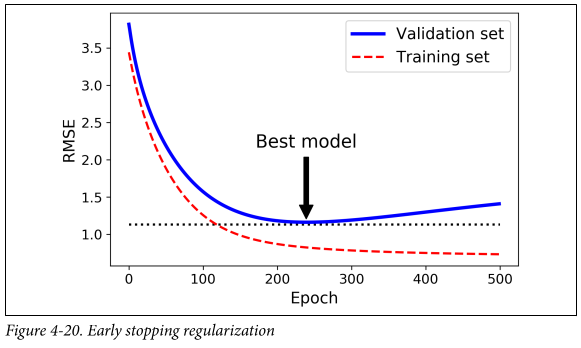 Validation set
Training set
Best model
RMSE
3.5
3.0
2.5
2.0
1.5
1.0
0 100 200 300 400 500
Epoch
Figure 4-20. Early stopping regularization